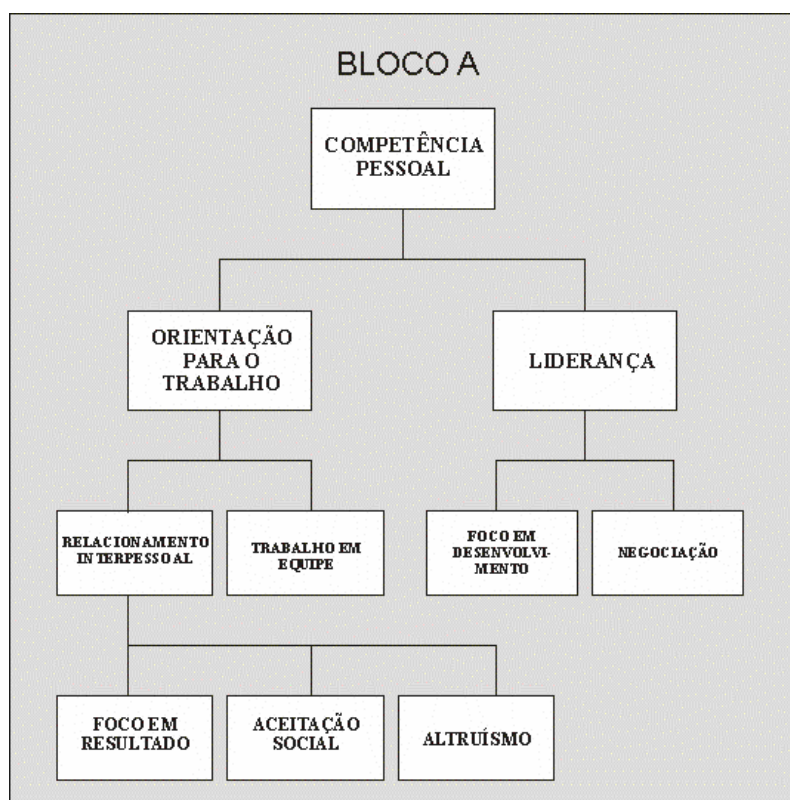 BLOCO A
COMPETÊNCIA
PESSOAL
ORIENTAÇÃO
PARA O
TRABALHO
LIDERANÇA
RELACIONAMENTO
INTERPESSOAL
TRABALHO EM
EQUIPE
FOCO EM
DESENVOLVI-
MENTO
NEGOCIAÇÃO
FOCO EM
RESULTADO
ACEITAÇÃO
SOCIAL
ALTRUÍSMO